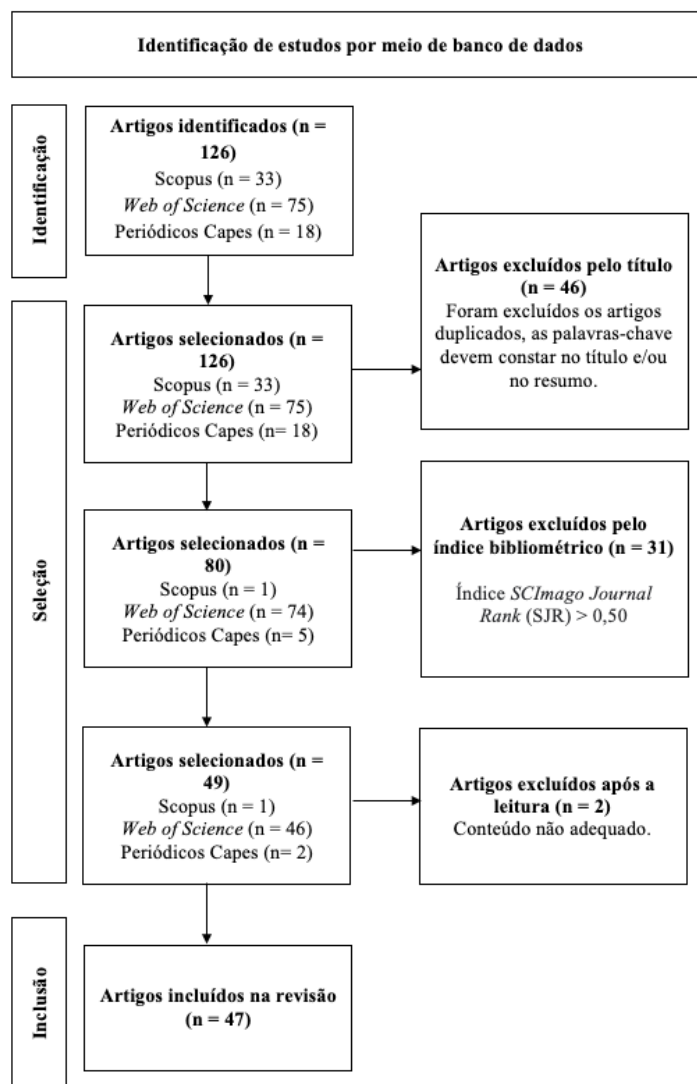 Identificação de estudos por meio de banco de dados
Identificação
Artigos identificados (n =
126)
Scopus (n = 33)
Web of Science (n = 75)
Periódicos Capes (n = 18)
Artigos excluídos pelo título
(n = 46)
Foram excluídos os artigos
duplicados, as palavras-chave
devem constar no título e/ou
no resumo.
Seleção
Artigos selecionados (n =
126)
Scopus (n = 33)
Web of Science (n = 75)
Periódicos Capes (n= 18)
Artigos selecionados (n =
80)
Scopus (n = 1)
Web of Science (n = 74)
Periódicos Capes (n= 5)
Artigos excluídos pelo
índice bibliométrico (n = 31)
Índice SCImago Journal
Rank (SJR) > 0,50
Artigos selecionados (n =
49)
Scopus (n = 1)
Web of Science (n = 46)
Periódicos Capes (n= 2)
Artigos excluídos após a
leitura (n = 2)
Conteúdo não adequado.
Inclusão
Artigos incluídos na revisão
(n = 47)